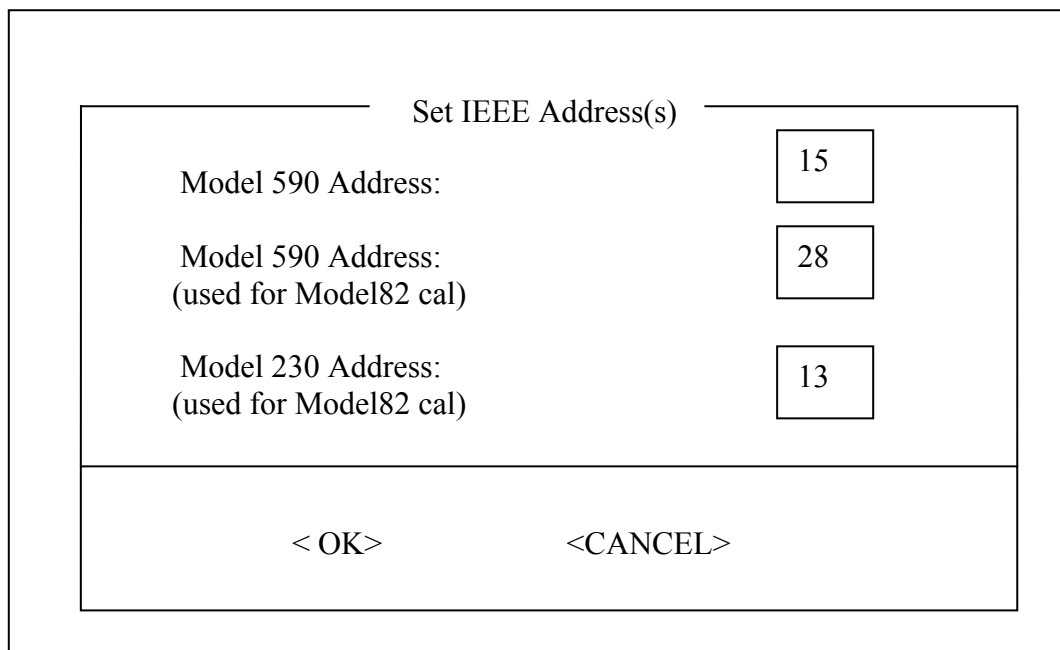 Set IEEE Address(s)
Model 590 Address: 15
Model 590 Address: 28
(used for Model82 cal)
Model 230 Address: 13
(used for Model82 cal)
< OK> <CANCEL>